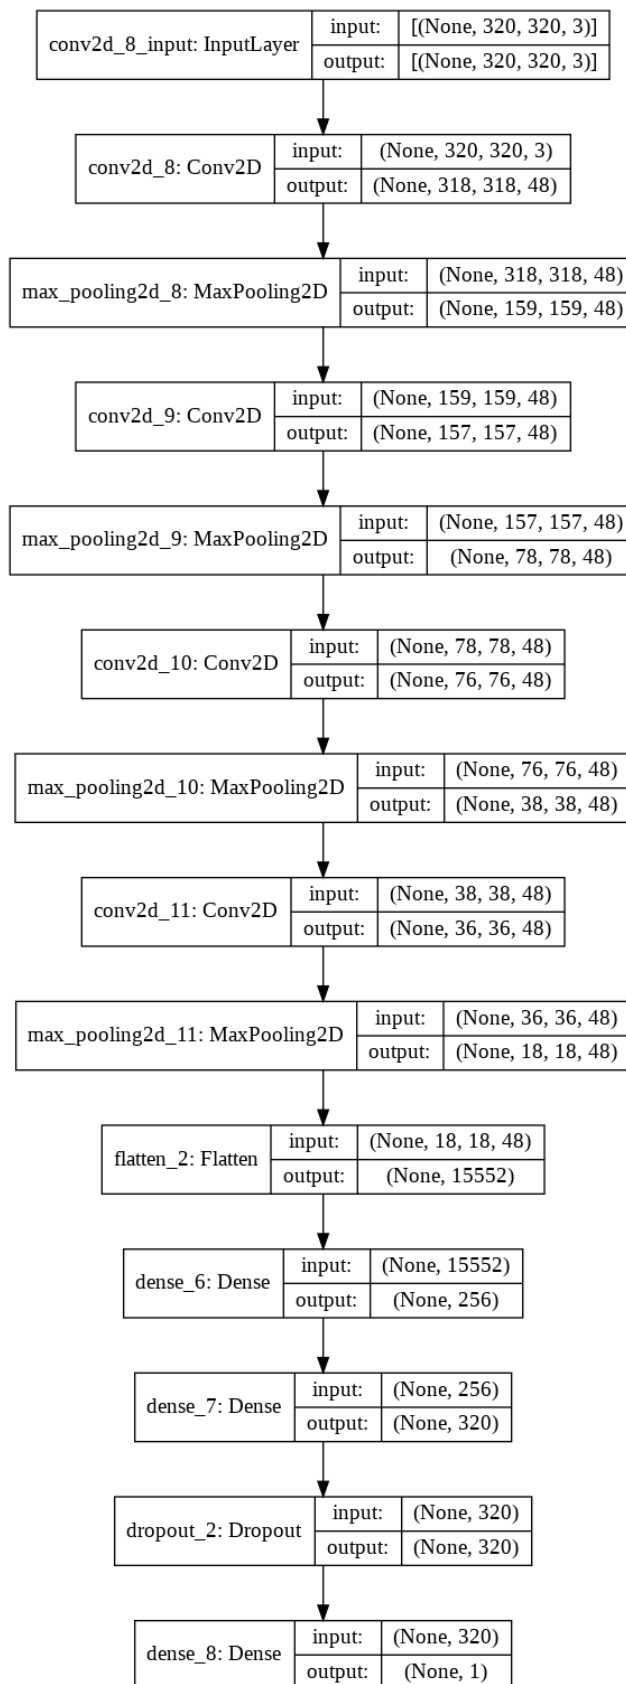 conv2d_8_input: InputLayer
input: [(None, 320, 320, 3)]
output: [(None, 320, 320, 3)]
conv2d_8: Conv2D
input: (None, 320, 320, 3)
output: (None, 318, 318, 48)
max_pooling2d_8: MaxPooling2D
input: (None, 318, 318, 48)
output: (None, 159, 159, 48)
conv2d_9: Conv2D
input: (None, 159, 159, 48)
output: (None, 157, 157, 48)
max_pooling2d_9: MaxPooling2D
input: (None, 157, 157, 48)
output: (None, 78, 78, 48)
conv2d_10: Conv2D
input: (None, 78, 78, 48)
output: (None, 76, 76, 48)
max_pooling2d_10: MaxPooling2D
input: (None, 76, 76, 48)
output: (None, 38, 38, 48)
conv2d_11: Conv2D
input: (None, 38, 38, 48)
output: (None, 36, 36, 48)
max_pooling2d_11: MaxPooling2D
input: (None, 36, 36, 48)
output: (None, 18, 18, 48)
flatten_2: Flatten
input: (None, 18, 18, 48)
output: (None, 15552)
dense_6: Dense
input: (None, 15552)
output: (None, 256)
dense_7: Dense
input: (None, 256)
output: (None, 320)
dropout_2: Dropout
input: (None, 320)
output: (None, 320)
dense_8: Dense
input: (None, 320)
output: (None, 1)